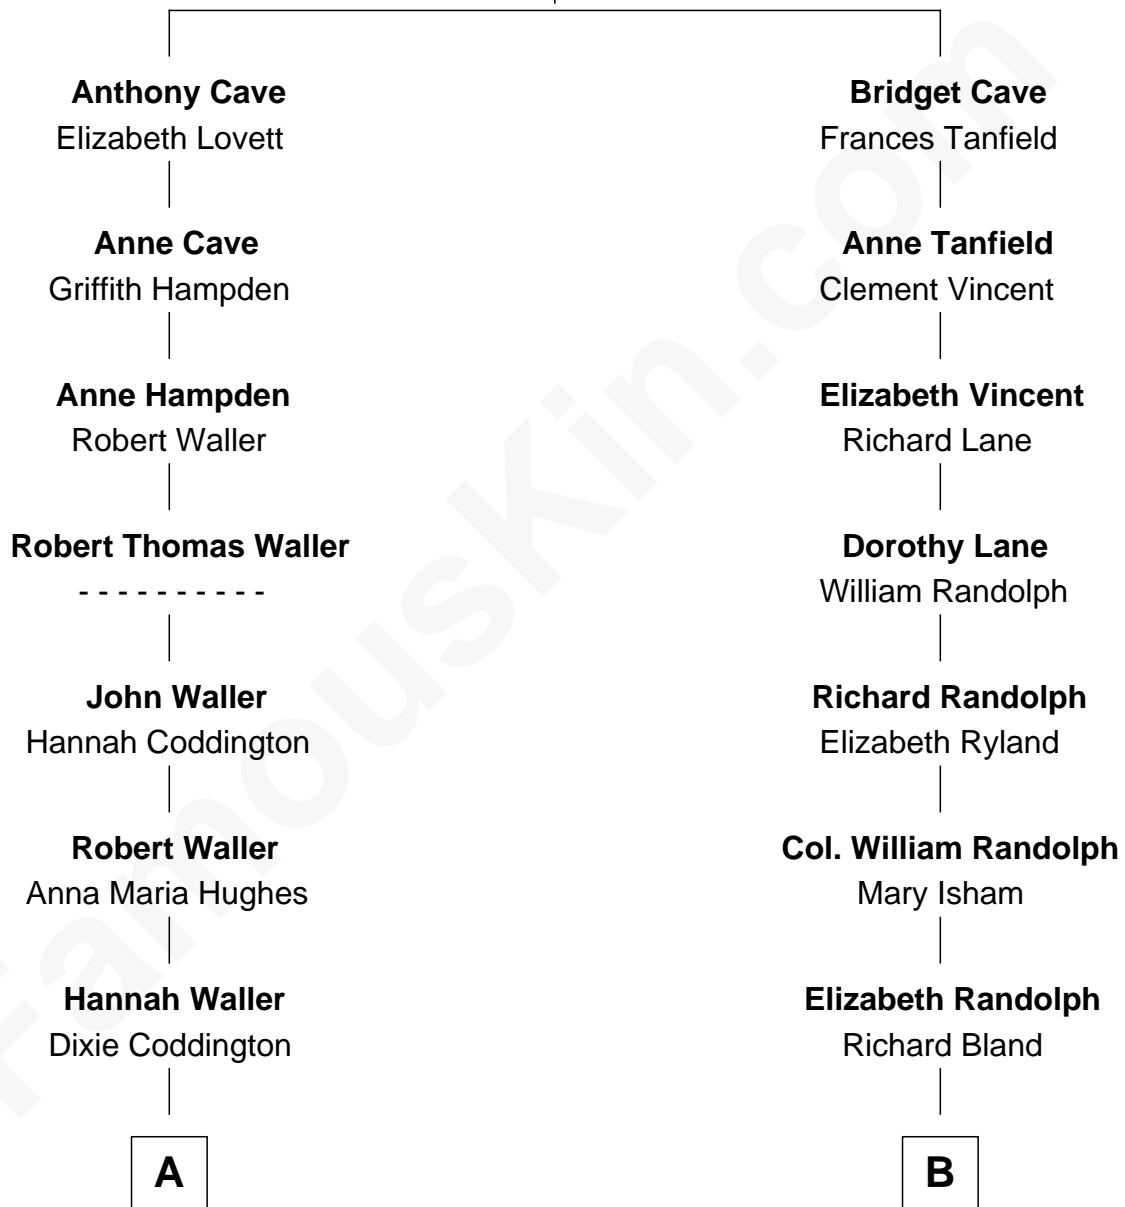 Anthony Cave
Elizabeth Lovett
Anne Cave
Griffith Hampden
Anne Hampden
Robert Waller
Robert Thomas Waller
- - - - - - - - - -
John Waller
Hannah Coddington
Robert Waller
Anna Maria Hughes
Hannah Waller
Dixie Coddington
A
Bridget Cave
Frances Tanfield
Anne Tanfield
Clement Vincent
Elizabeth Vincent
Richard Lane
Dorothy Lane
William Randolph
Richard Randolph
Elizabeth Ryland
Col. William Randolph
Mary Isham
Elizabeth Randolph
Richard Bland
B
FamousKin.com